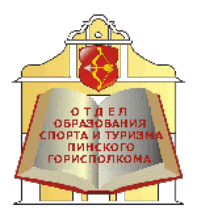 ОТДЕЛ
ОБРАЗОВАНИЯ
СПОРТА И ТУРИЗМА
ПИНСКОГО
ГОРИСПОЛКОМА